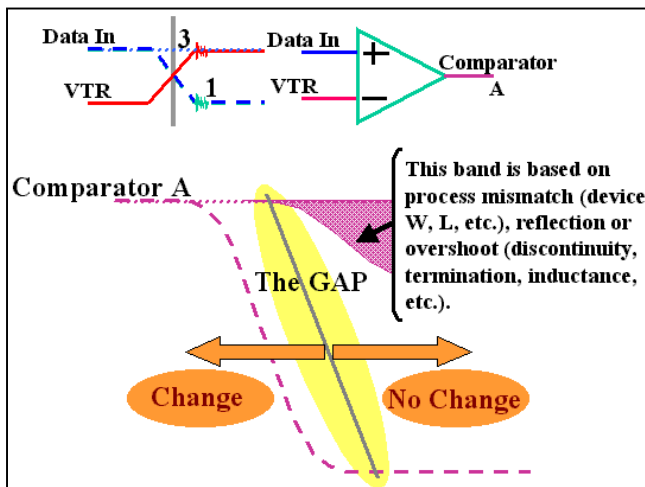 Data In
3
Data In
+
Comparator
A
VTR
1
VTR
−
Comparator A
This band is based on
process mismatch (device
W, L, etc.), reflection or
overshoot (discontinuity,
termination, inductance,
etc.).
The GAP
Change
No Change